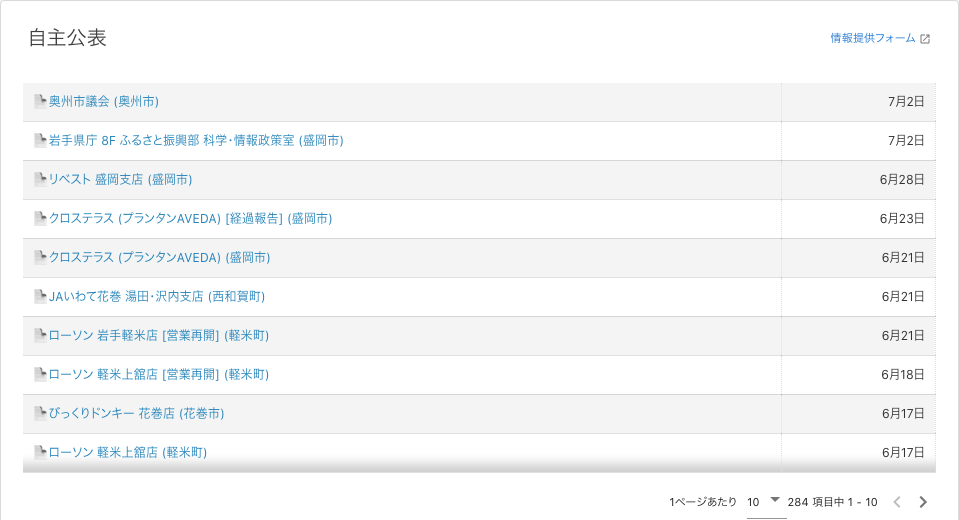 自主公表
情報提供フォーム
奥州市議会 (奥州市) 7月2日
岩手県庁 8F ふるさと振興部 科学・情報政策室 (盛岡市) 7月2日
リベスト 盛岡支店 (盛岡市) 6月28日
クロステラス (プランタンAVEDA) [経過報告] (盛岡市) 6月23日
クロステラス (プランタンAVEDA) (盛岡市) 6月21日
JAいわて花巻 湯田・沢内支店 (西和賀町) 6月21日
ローソン 岩手軽米店 [営業再開] (軽米町) 6月21日
ローソン 軽米上舘店 [営業再開] (軽米町) 6月18日
びっくりドンキー 花巻店 (花巻市) 6月17日
ローソン 軽米上舘店 (軽米町) 6月17日
1ページあたり 10 284 項目中 1 - 10